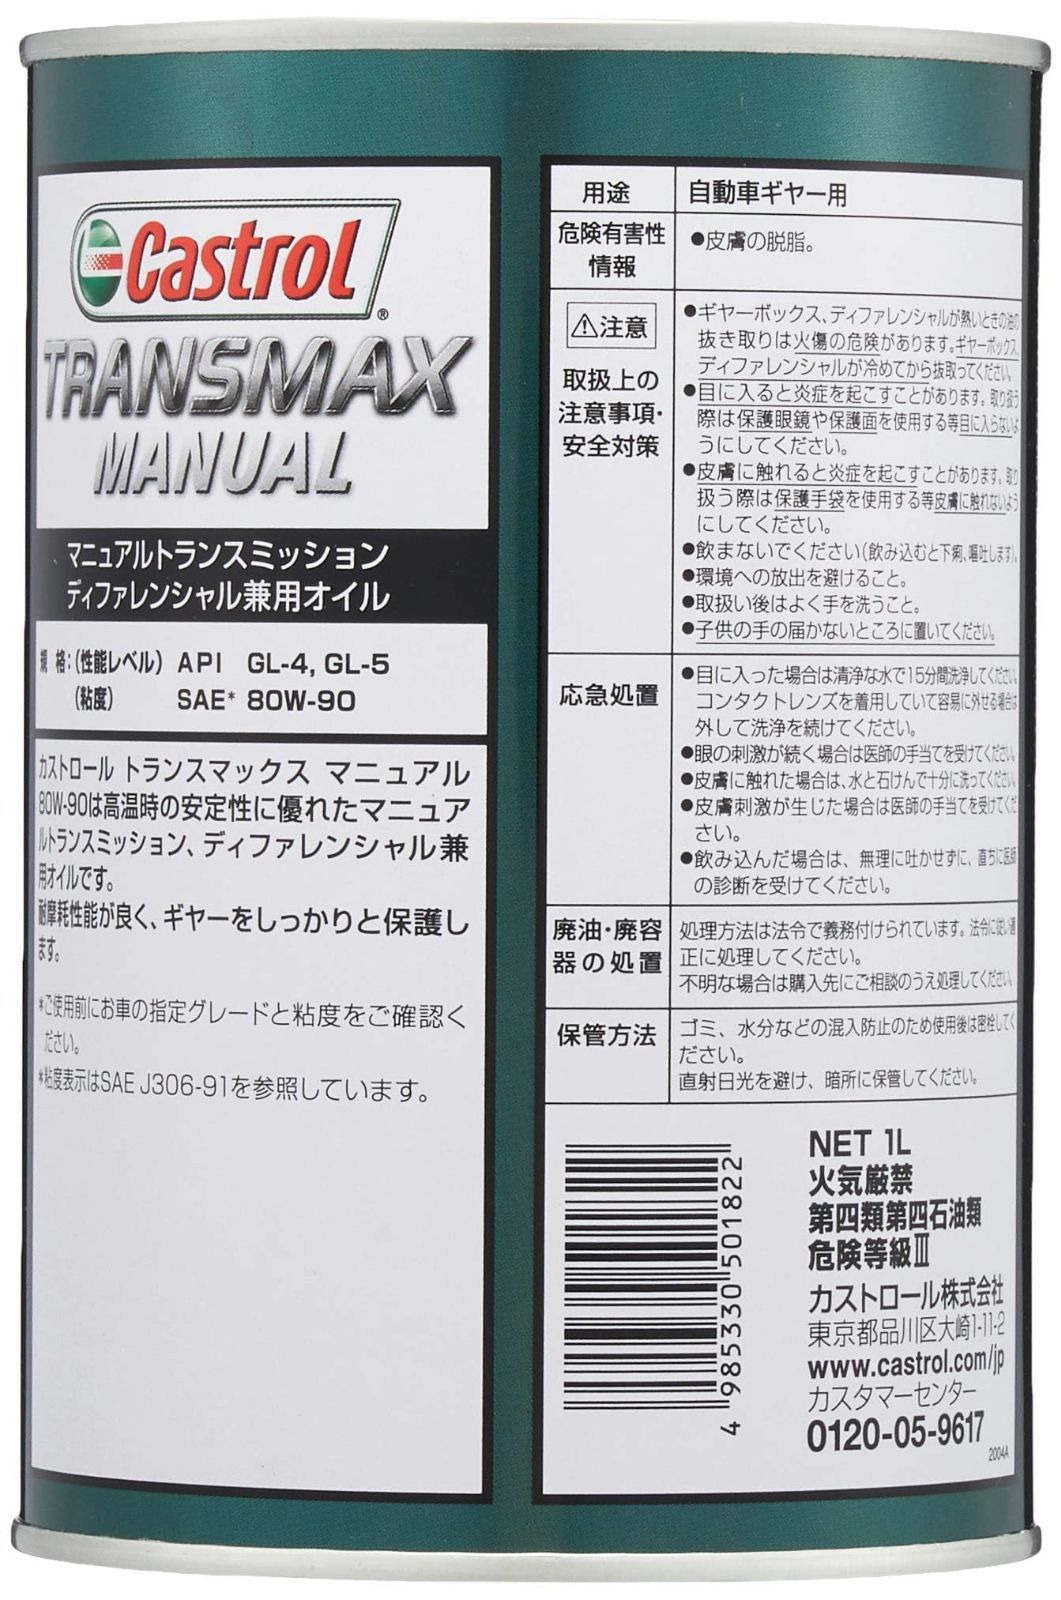 Castrol®
TRANSMAX
MANUAL
マニュアルトランスミッション
ディファレンシャル兼用オイル
規 格：（性能レベル） API GL-4, GL-5
（粘度） SAE* 80W-90
カストロール トランスマックス マニュアル
80W-90は高温時の安定性に優れたマニュア
ルトランスミッション、ディファレンシャル兼
用オイルです。
耐摩耗性能が良く、ギヤーをしっかりと保護し
ます。
*ご使用前にお車の指定グレードと粘度をご確認く
ださい。
*粘度表示はSAE J306-91を参照しています。
用途
自動車ギヤー用
危険有害性
情報
●皮膚の脱脂。
⚠注意
取扱上の
注意事項・
安全対策
●ギヤーボックス、ディファレンシャルが熱いときの油の
抜き取りは火傷の危険があります。ギヤーボックス、
ディファレンシャルが冷めてから抜取ってください。
●目に入ると炎症を起こすことがあります。取り扱う
際は保護眼鏡や保護面を使用する等目に入らないよ
うにしてください。
●皮膚に触れると炎症を起こすことがあります。取り
扱う際は保護手袋を使用する等皮膚に触れないよう
にしてください。
●飲まないでください（飲み込むと下痢、嘔吐します）。
●環境への放出を避けること。
●取扱い後はよく手を洗うこと。
●子供の手の届かないところに置いてください。
応急処置
●目に入った場合は清浄な水で15分間洗浄してください。
コンタクトレンズを着用していて容易に外せる場合は
外して洗浄を続けてください。
●眼の刺激が続く場合は医師の手当てを受けてください。
●皮膚に触れた場合は、水と石けんで十分に洗ってください。
●皮膚刺激が生じた場合は医師の手当てを受けてくだ
さい。
●飲み込んだ場合は、無理に吐かせずに、直ちに医師
の診断を受けてください。
廃油・廃容
器の処置
処理方法は法令で義務付けられています。法令に従い適
正に処理してください。
不明な場合は購入先にご相談のうえ処理してください。
保管方法
ゴミ、水分などの混入防止のため使用後は密栓してく
ださい。
直射日光を避け、暗所に保管してください。
4 985330 501822
NET 1L
火気厳禁
第四類第四石油類
危険等級Ⅲ
カストロール株式会社
東京都品川区大崎1-11-2
www.castrol.com/jp
カスタマーセンター
0120-05-9617
2004A